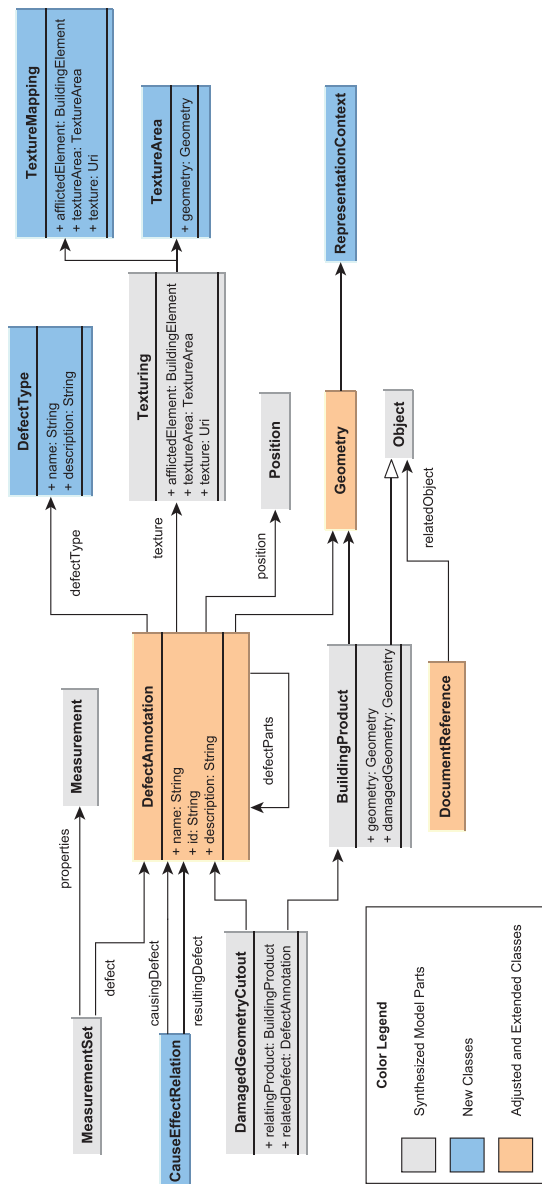 TextureMapping
+ afflictedElement: BuildingElement
+ textureArea: TextureArea
+ texture: Uri
TextureArea
+ geometry: Geometry
RepresentationContext
DefectType
+ name: String
+ description: String
Texturing
+ afflictedElement: BuildingElement
+ textureArea: TextureArea
+ texture: Uri
Position
Geometry
Object
defectType
texture
position
relatedObject
Measurement
DefectAnnotation
+ name: String
+ id: String
+ description: String
defectParts
BuildingProduct
+ geometry: Geometry
+ damagedGeometry: Geometry
DocumentReference
properties
defect
causingDefect
resultingDefect
MeasurementSet
CauseEffectRelation
DamagedGeometryCutout
+ relatingProduct: BuildingProduct
+ relatedDefect: DefectAnnotation
Color Legend
Synthesized Model Parts
New Classes
Adjusted and Extended Classes